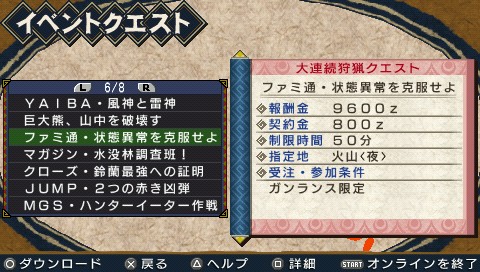 イベントクエスト
L 6/8 R
YAIBA・風神と雷神
巨大熊、山中を破壊す
ファミ通・状態異常を克服せよ
マガジン・水没林調査班！
クローズ・鈴蘭最強への証明
JUMP・2つの赤き凶弾
MGS・ハンターイーター作戦
大連続狩猟クエスト
ファミ通・状態異常を克服せよ
報酬金 9600z
契約金 800z
制限時間 50分
指定地 火山<夜>
受注・参加条件
ガンランス限定
○ダウンロード ×戻る △ヘルプ □詳細 START オンラインを終了